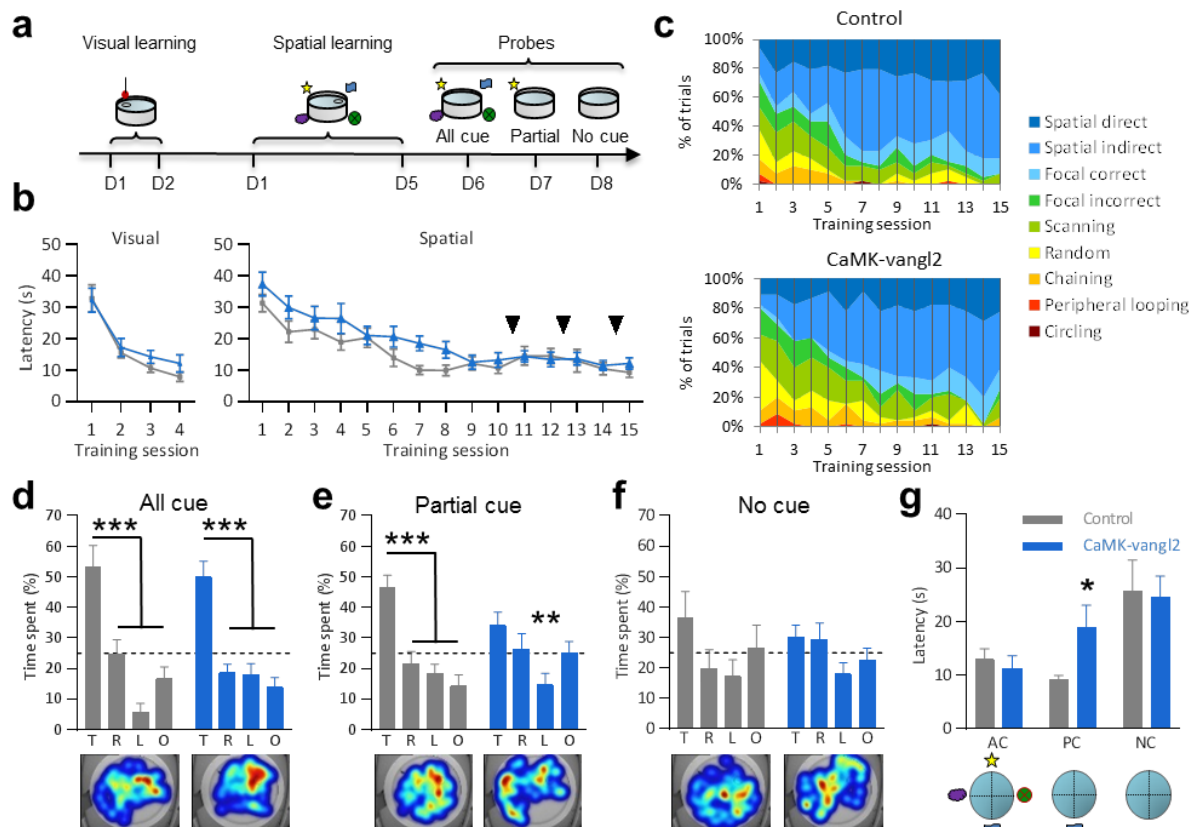 a
Visual learning
Spatial learning
Probes
All cue
Partial
No cue
D1
D2
D1
D5
D6
D7
D8
b
Visual
Spatial
Latency (s)
50
40
30
20
10
0
50
40
30
20
10
0
1 2 3 4
Training session
1 2 3 4 5 6 7 8 9 10 11 12 13 14 15
Training session
c
Control
% of trials
100%
80%
60%
40%
20%
0%
1 3 5 7 9 11 13 15
Training session
CaMK-vangl2
% of trials
100%
80%
60%
40%
20%
0%
1 3 5 7 9 11 13 15
Training session
Spatial direct
Spatial indirect
Focal correct
Focal incorrect
Scanning
Random
Chaining
Peripheral looping
Circling
d
All cue
Time spent (%)
70
60
50
40
30
20
10
0
***
***
T R L O
T R L O
e
Partial cue
Time spent (%)
70
60
50
40
30
20
10
0
***
**
T R L O
T R L O
f
No cue
Time spent (%)
70
60
50
40
30
20
10
0
T R L O
T R L O
g
Control
CaMK-vangl2
Latency (s)
40
30
20
10
0
*
AC
PC
NC